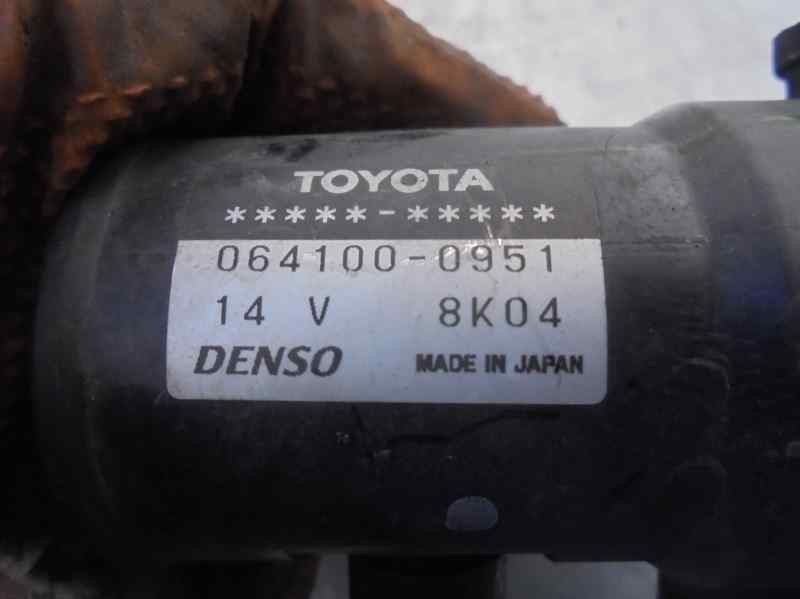 TOYOTA
*****-*****
064100-0951
14 V 8K04
DENSO MADE IN JAPAN